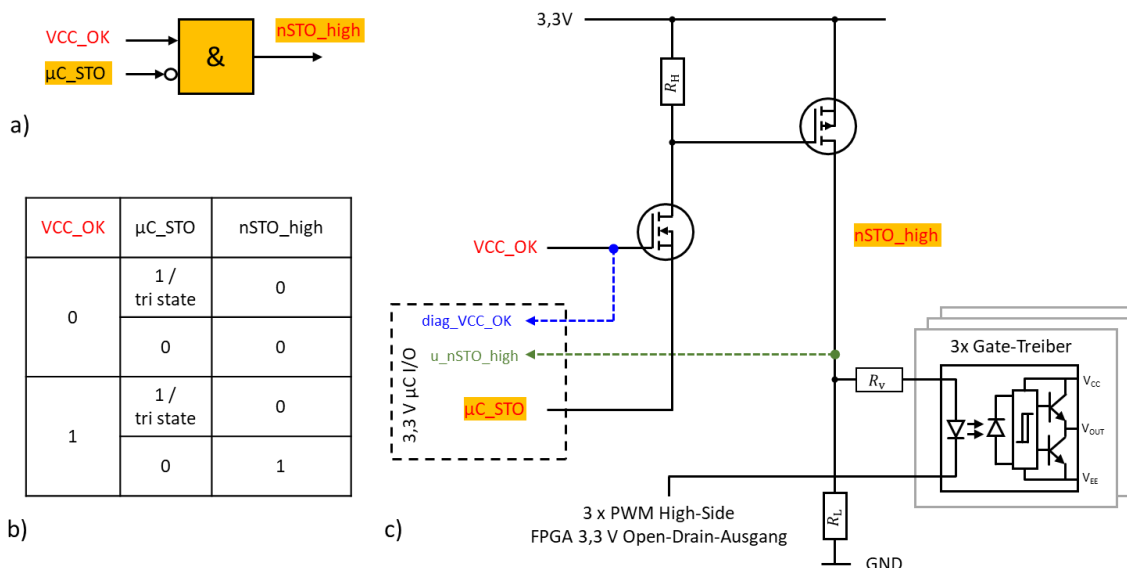 VCC_OK
µC_STO
&
nSTO_high
a)
VCC_OK
µC_STO
nSTO_high
0
1 /
tri state
0
0
0
1
1 /
tri state
0
0
1
b)
3,3V
R_H
VCC_OK
nSTO_high
diag_VCC_OK
u_nSTO_high
µC_STO
3,3 V µC I/O
3x Gate-Treiber
R_v
V_CC
V_OUT
V_EE
3 x PWM High-Side
FPGA 3,3 V Open-Drain-Ausgang
R_L
GND
c)